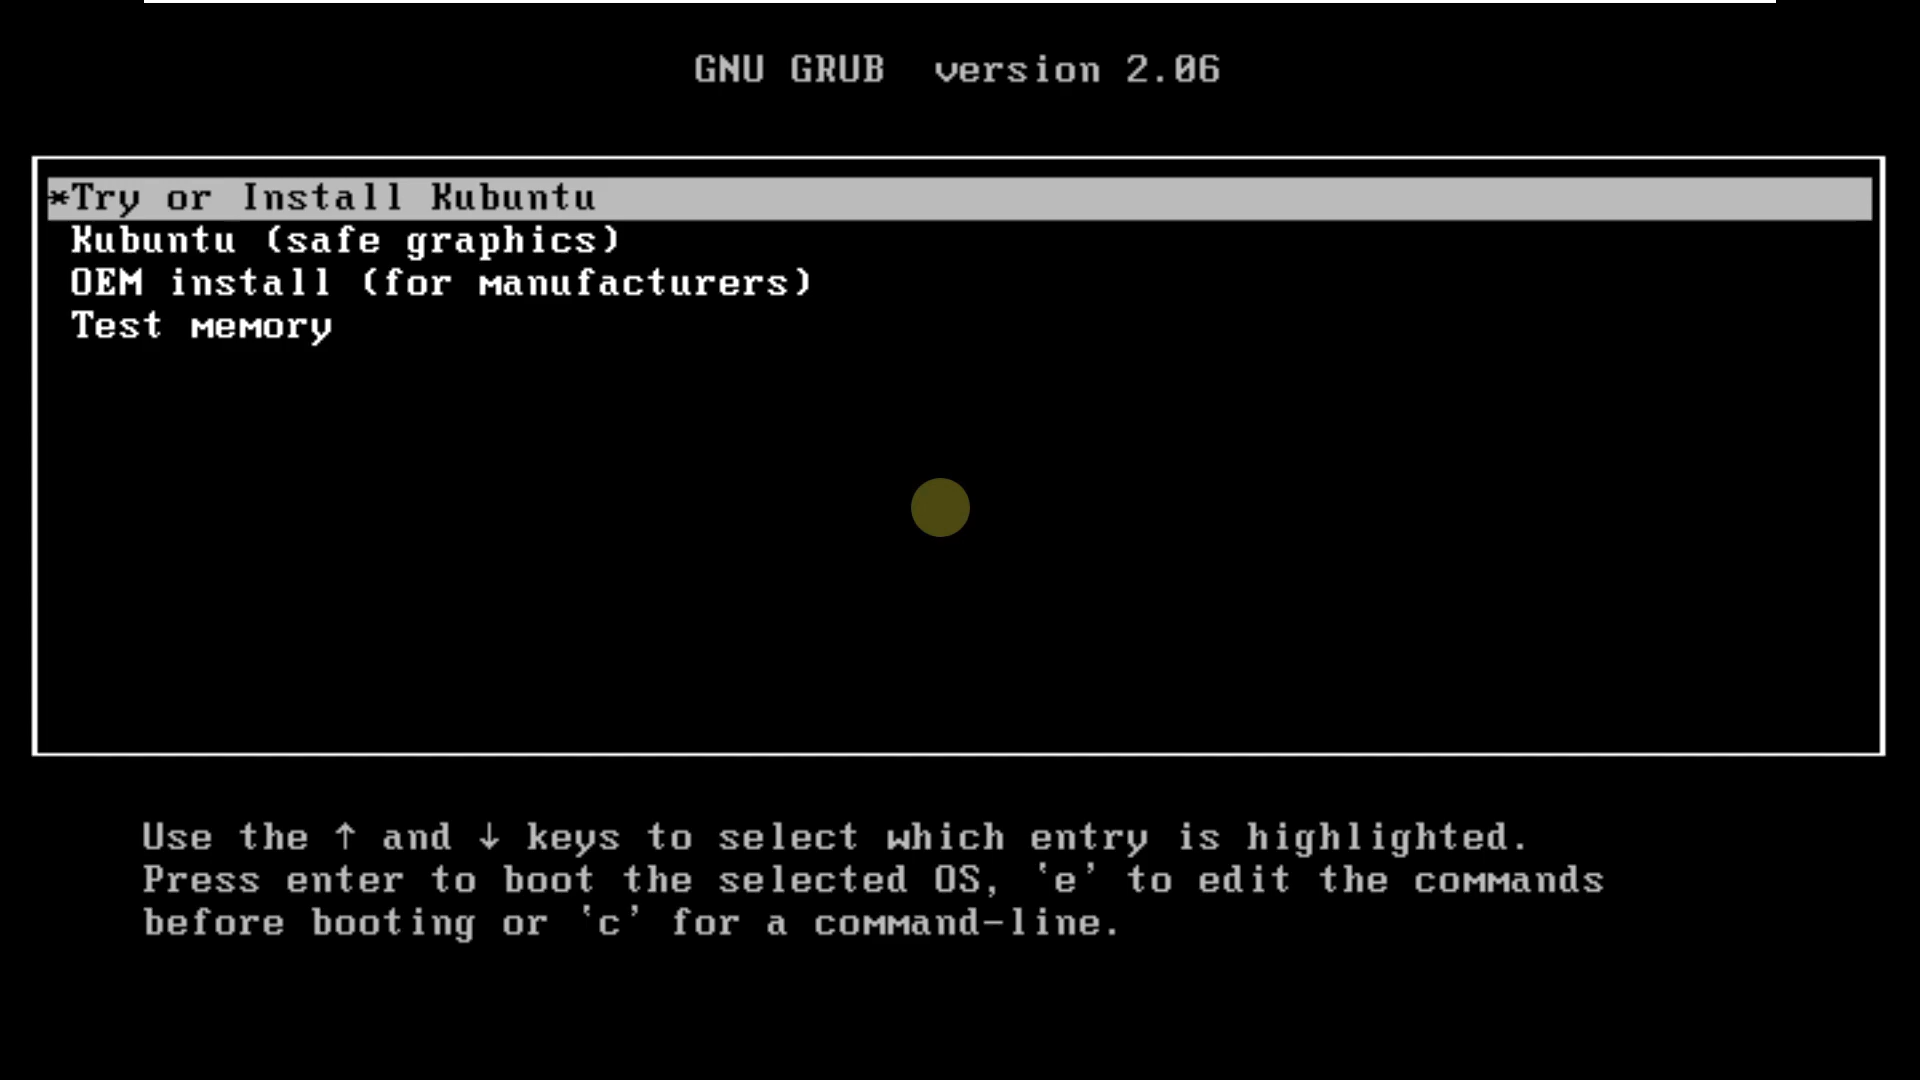 GNU GRUB  version 2.06
*Try or Install Kubuntu
Kubuntu (safe graphics)
OEM install (for manufacturers)
Test memory
Use the ↑ and ↓ keys to select which entry is highlighted.
Press enter to boot the selected OS, `e' to edit the commands
before booting or `c' for a command-line.